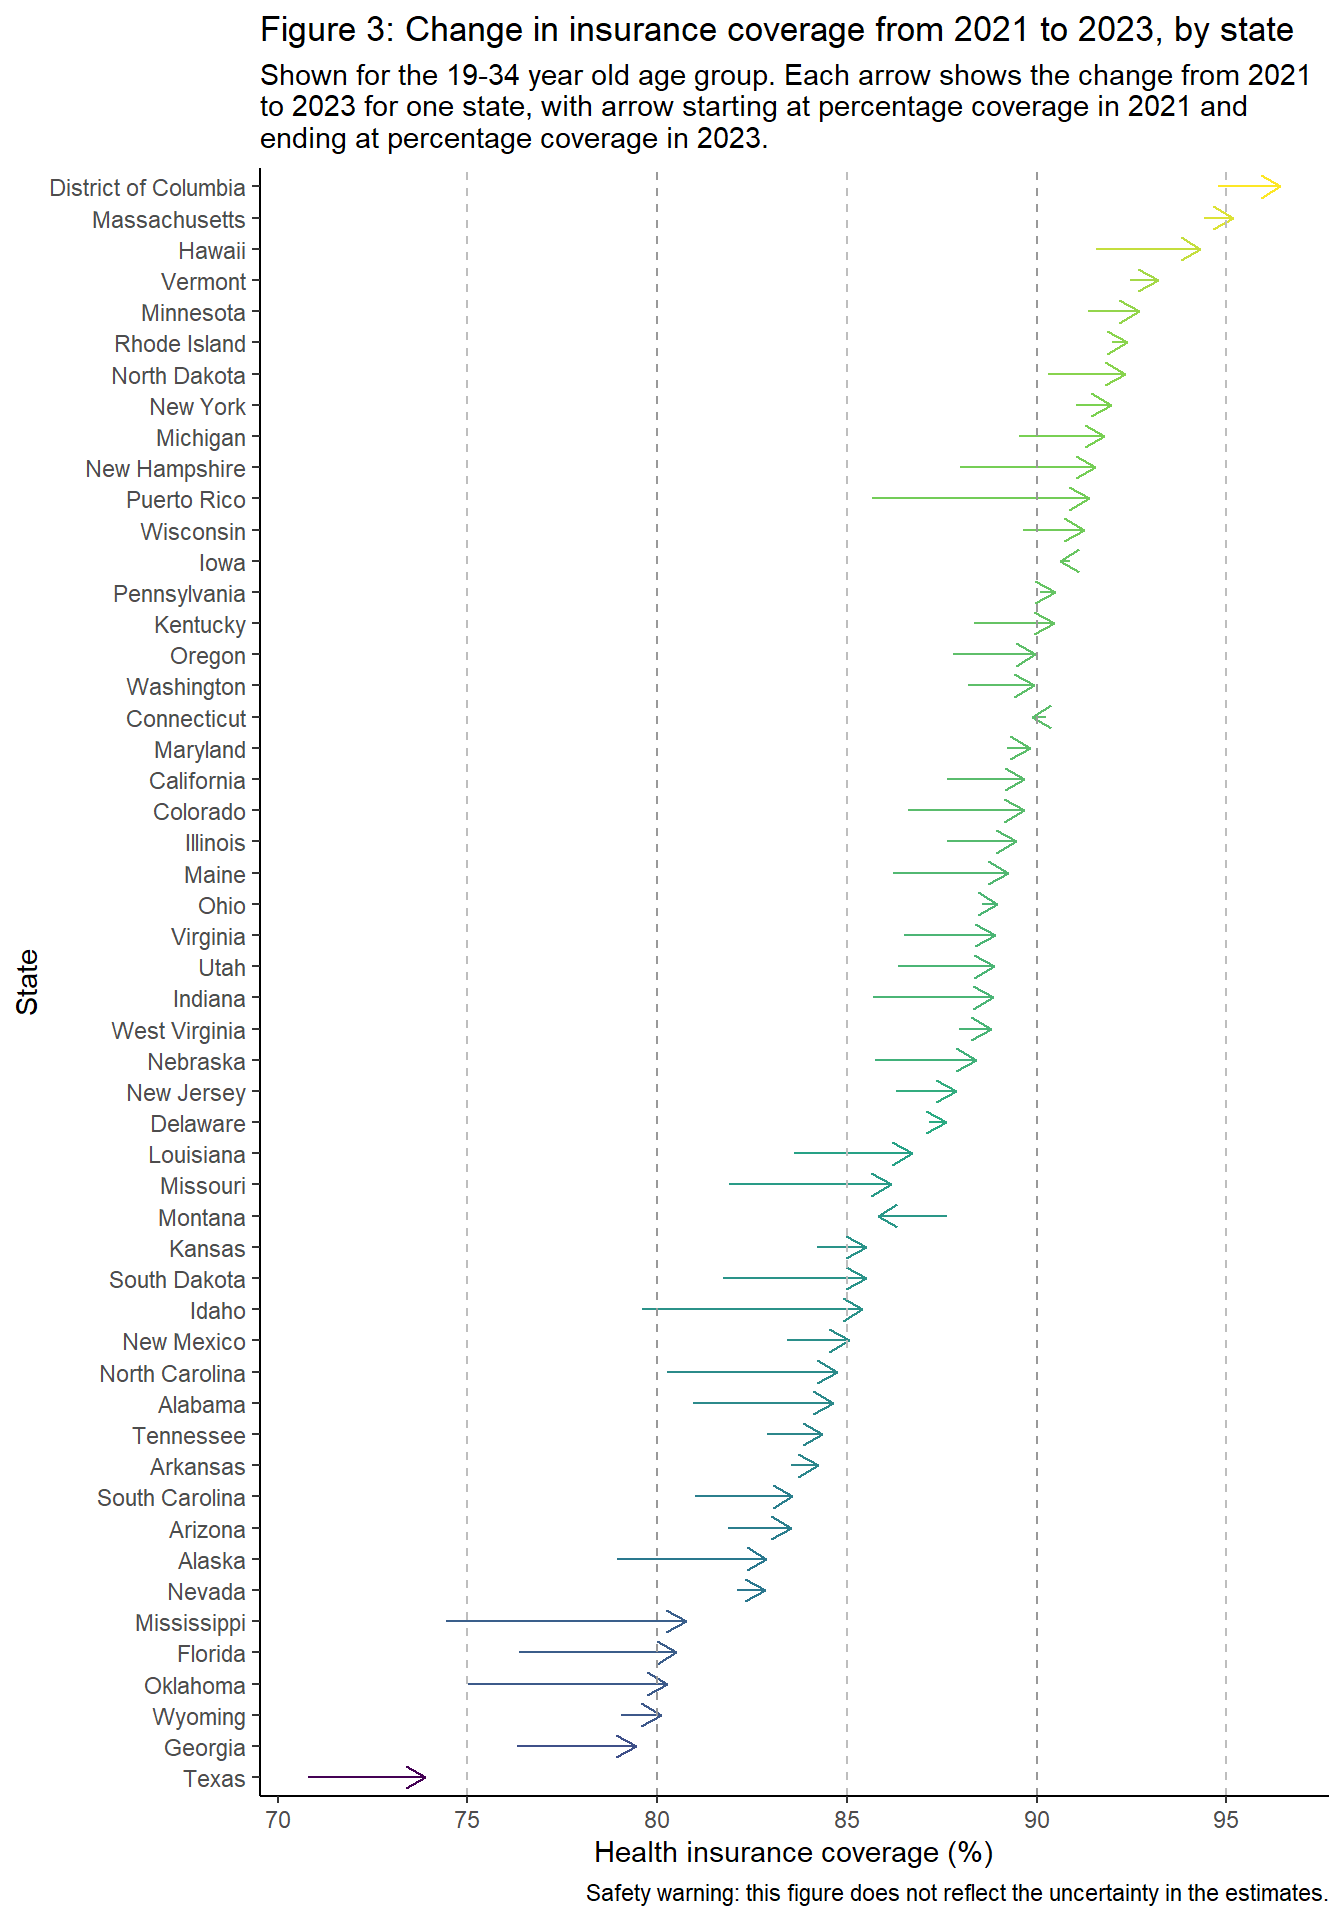 Figure 3: Change in insurance coverage from 2021 to 2023, by state
Shown for the 19-34 year old age group. Each arrow shows the change from 2021
to 2023 for one state, with arrow starting at percentage coverage in 2021 and
ending at percentage coverage in 2023.
State
District of Columbia
Massachusetts
Hawaii
Vermont
Minnesota
Rhode Island
North Dakota
New York
Michigan
New Hampshire
Puerto Rico
Wisconsin
Iowa
Pennsylvania
Kentucky
Oregon
Washington
Connecticut
Maryland
California
Colorado
Illinois
Maine
Ohio
Virginia
Utah
Indiana
West Virginia
Nebraska
New Jersey
Delaware
Louisiana
Missouri
Montana
Kansas
South Dakota
Idaho
New Mexico
North Carolina
Alabama
Tennessee
Arkansas
South Carolina
Arizona
Alaska
Nevada
Mississippi
Florida
Oklahoma
Wyoming
Georgia
Texas
70 75 80 85 90 95
Health insurance coverage (%)
Safety warning: this figure does not reflect the uncertainty in the estimates.